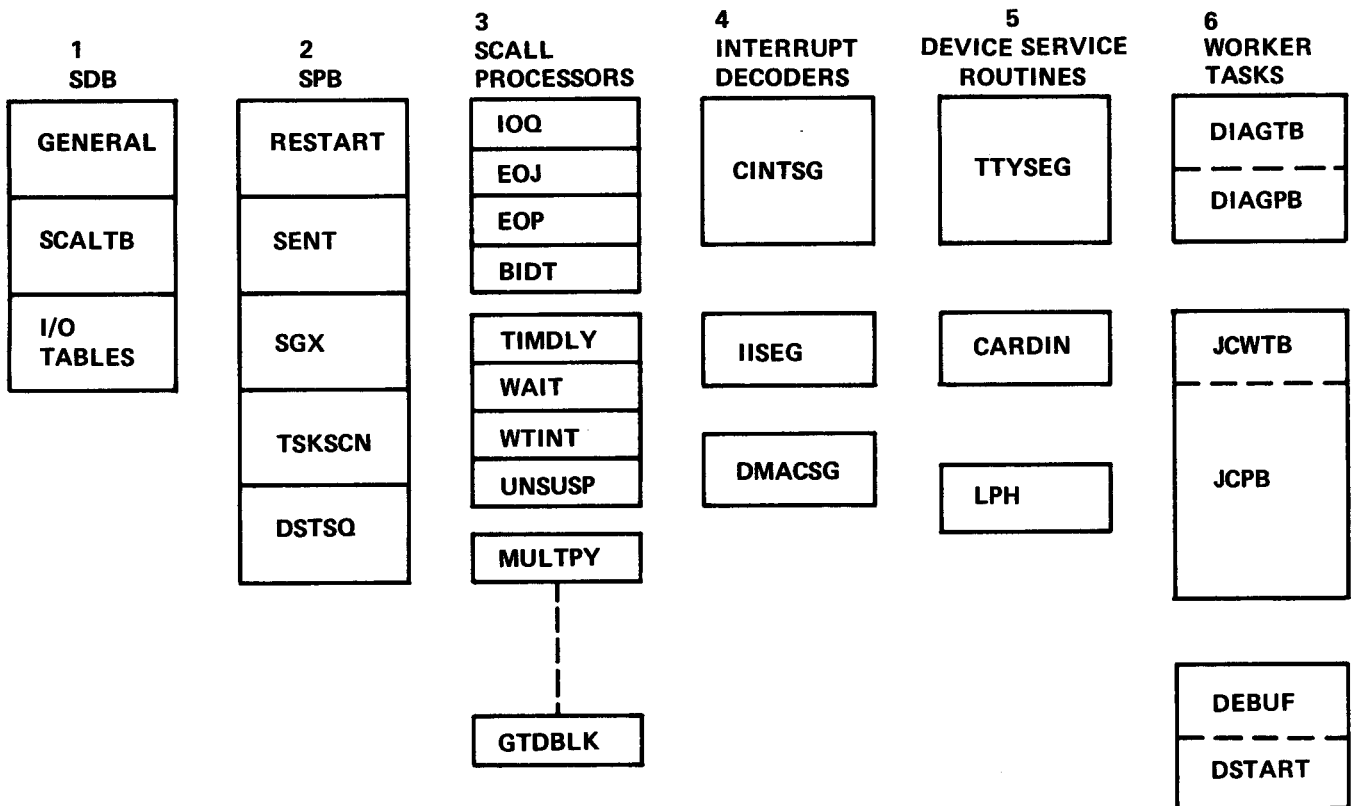 1
SDB
GENERAL
SCALTB
I/O
TABLES
2
SPB
RESTART
SENT
SGX
TSKSCN
DSTSQ
3
SCALL
PROCESSORS
IOQ
EOJ
EOP
BIDT
TIMDLY
WAIT
WTINT
UNSUSP
MULTPY
GTDBLK
4
INTERRUPT
DECODERS
CINTSG
IISEG
DMACSG
5
DEVICE SERVICE
ROUTINES
TTYSEG
CARDIN
LPH
6
WORKER
TASKS
DIAGTB
DIAGPB
JCWTB
JCPB
DEBUF
DSTART